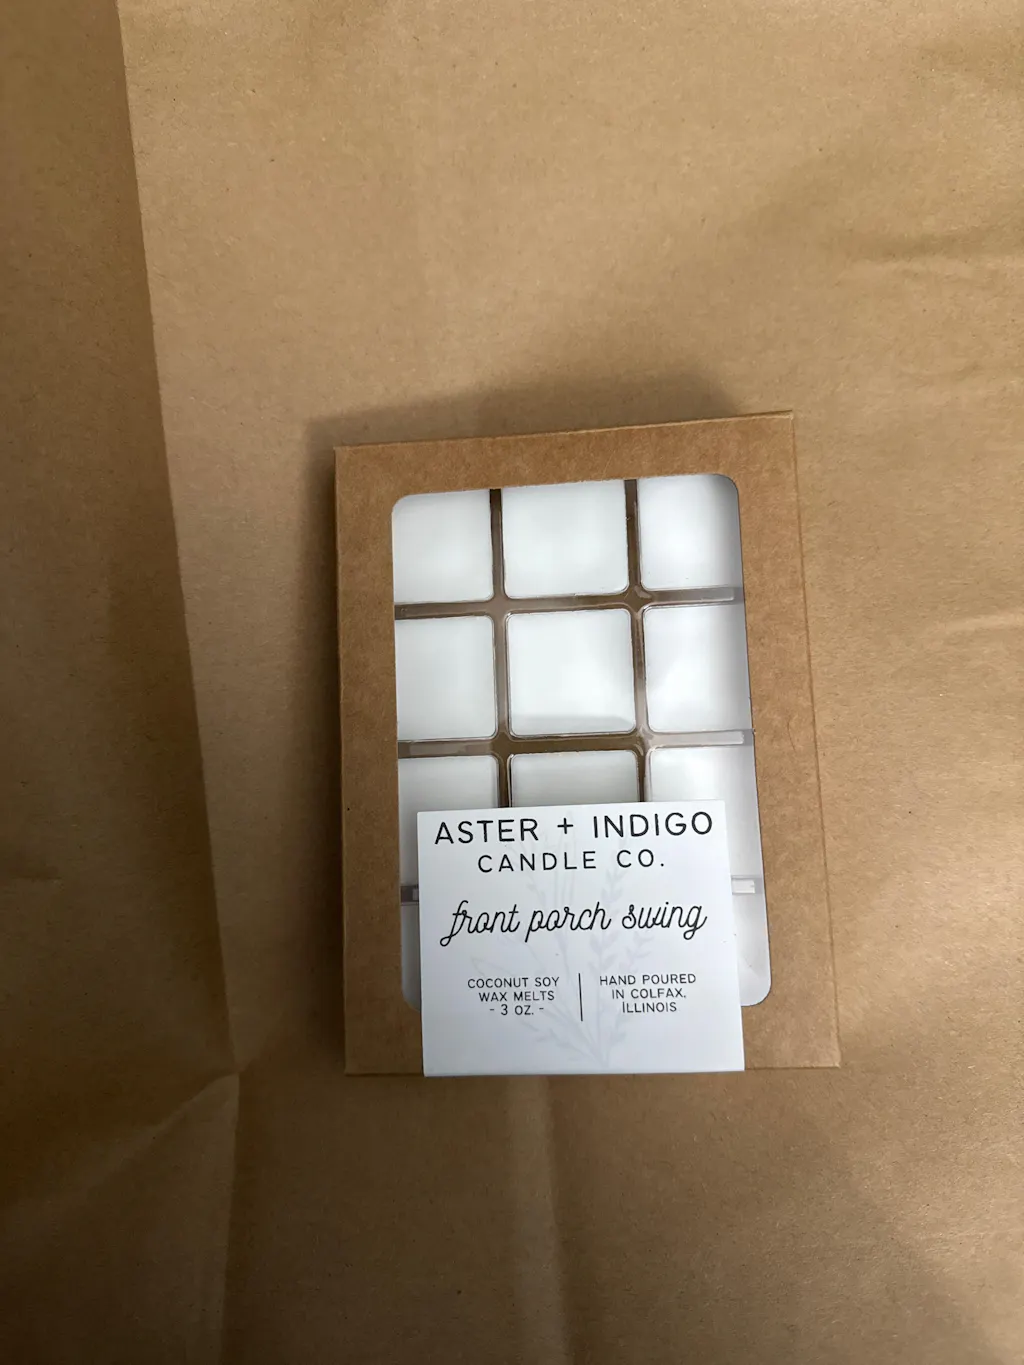 ASTER + INDIGO
CANDLE CO.
front porch swing
COCONUT SOY
WAX MELTS
- 3 OZ. -
HAND POURED
IN COLFAX,
ILLINOIS